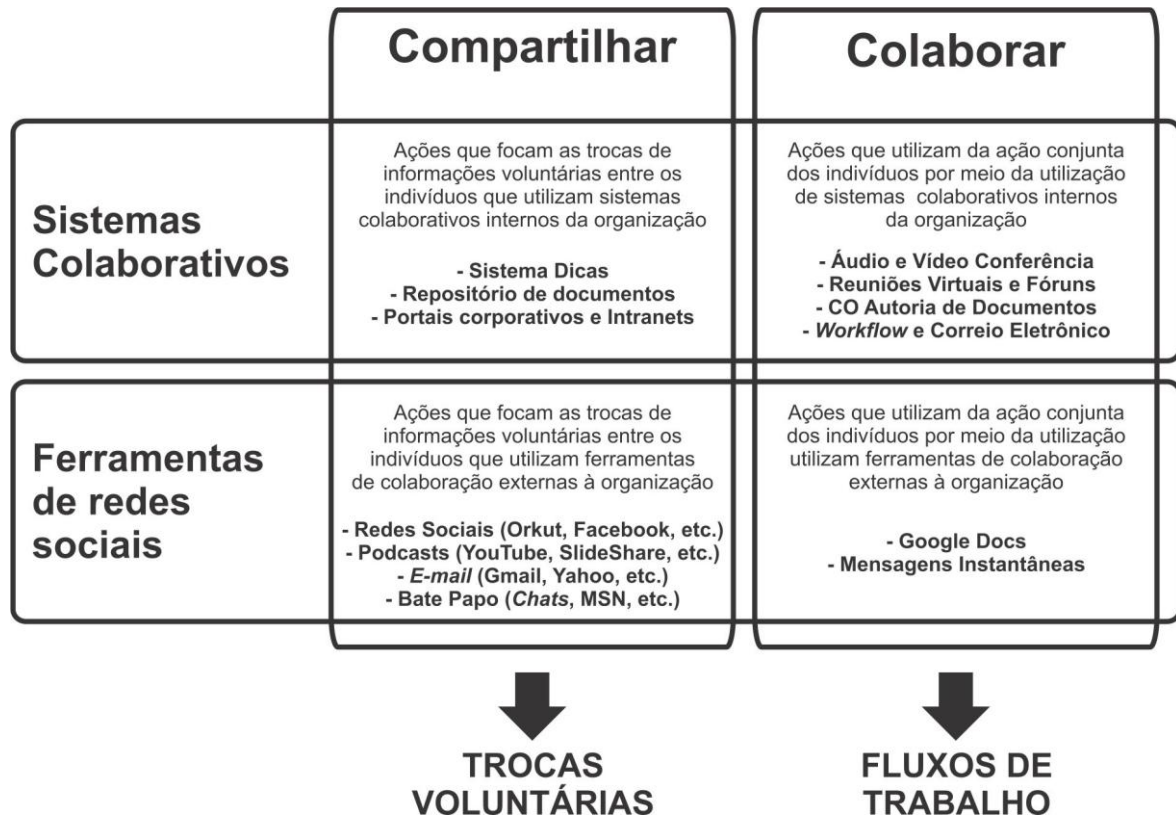 Compartilhar
Colaborar
Sistemas
Colaborativos
Ações que focam as trocas de
informações voluntárias entre os
indivíduos que utilizam sistemas
colaborativos internos da organização
- Sistema Dicas
- Repositório de documentos
- Portais corporativos e Intranets
Ações que utilizam da ação conjunta
dos indivíduos por meio da utilização
de sistemas colaborativos internos
da organização
- Áudio e Vídeo Conferência
- Reuniões Virtuais e Fóruns
- CO Autoria de Documentos
- Workflow e Correio Eletrônico
Ferramentas
de redes
sociais
Ações que focam as trocas de
informações voluntárias entre os
indivíduos que utilizam ferramentas
de colaboração externas à organização
- Redes Sociais (Orkut, Facebook, etc.)
- Podcasts (YouTube, SlideShare, etc.)
- E-mail (Gmail, Yahoo, etc.)
- Bate Papo (Chats, MSN, etc.)
Ações que utilizam da ação conjunta
dos indivíduos por meio da utilização
utilizam ferramentas de colaboração
externas à organização
- Google Docs
- Mensagens Instantâneas
TROCAS
VOLUNTÁRIAS
FLUXOS DE
TRABALHO